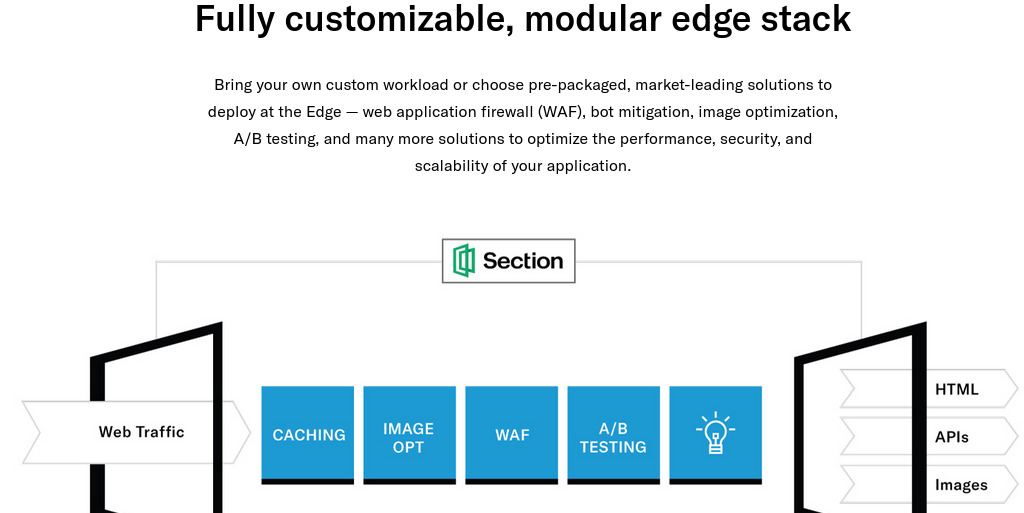 Fully customizable, modular edge stack
Bring your own custom workload or choose pre-packaged, market-leading solutions to
deploy at the Edge — web application firewall (WAF), bot mitigation, image optimization,
A/B testing, and many more solutions to optimize the performance, security, and
scalability of your application.
Section
Web Traffic
CACHING
IMAGE
OPT
WAF
A/B
TESTING
HTML
APIs
Images